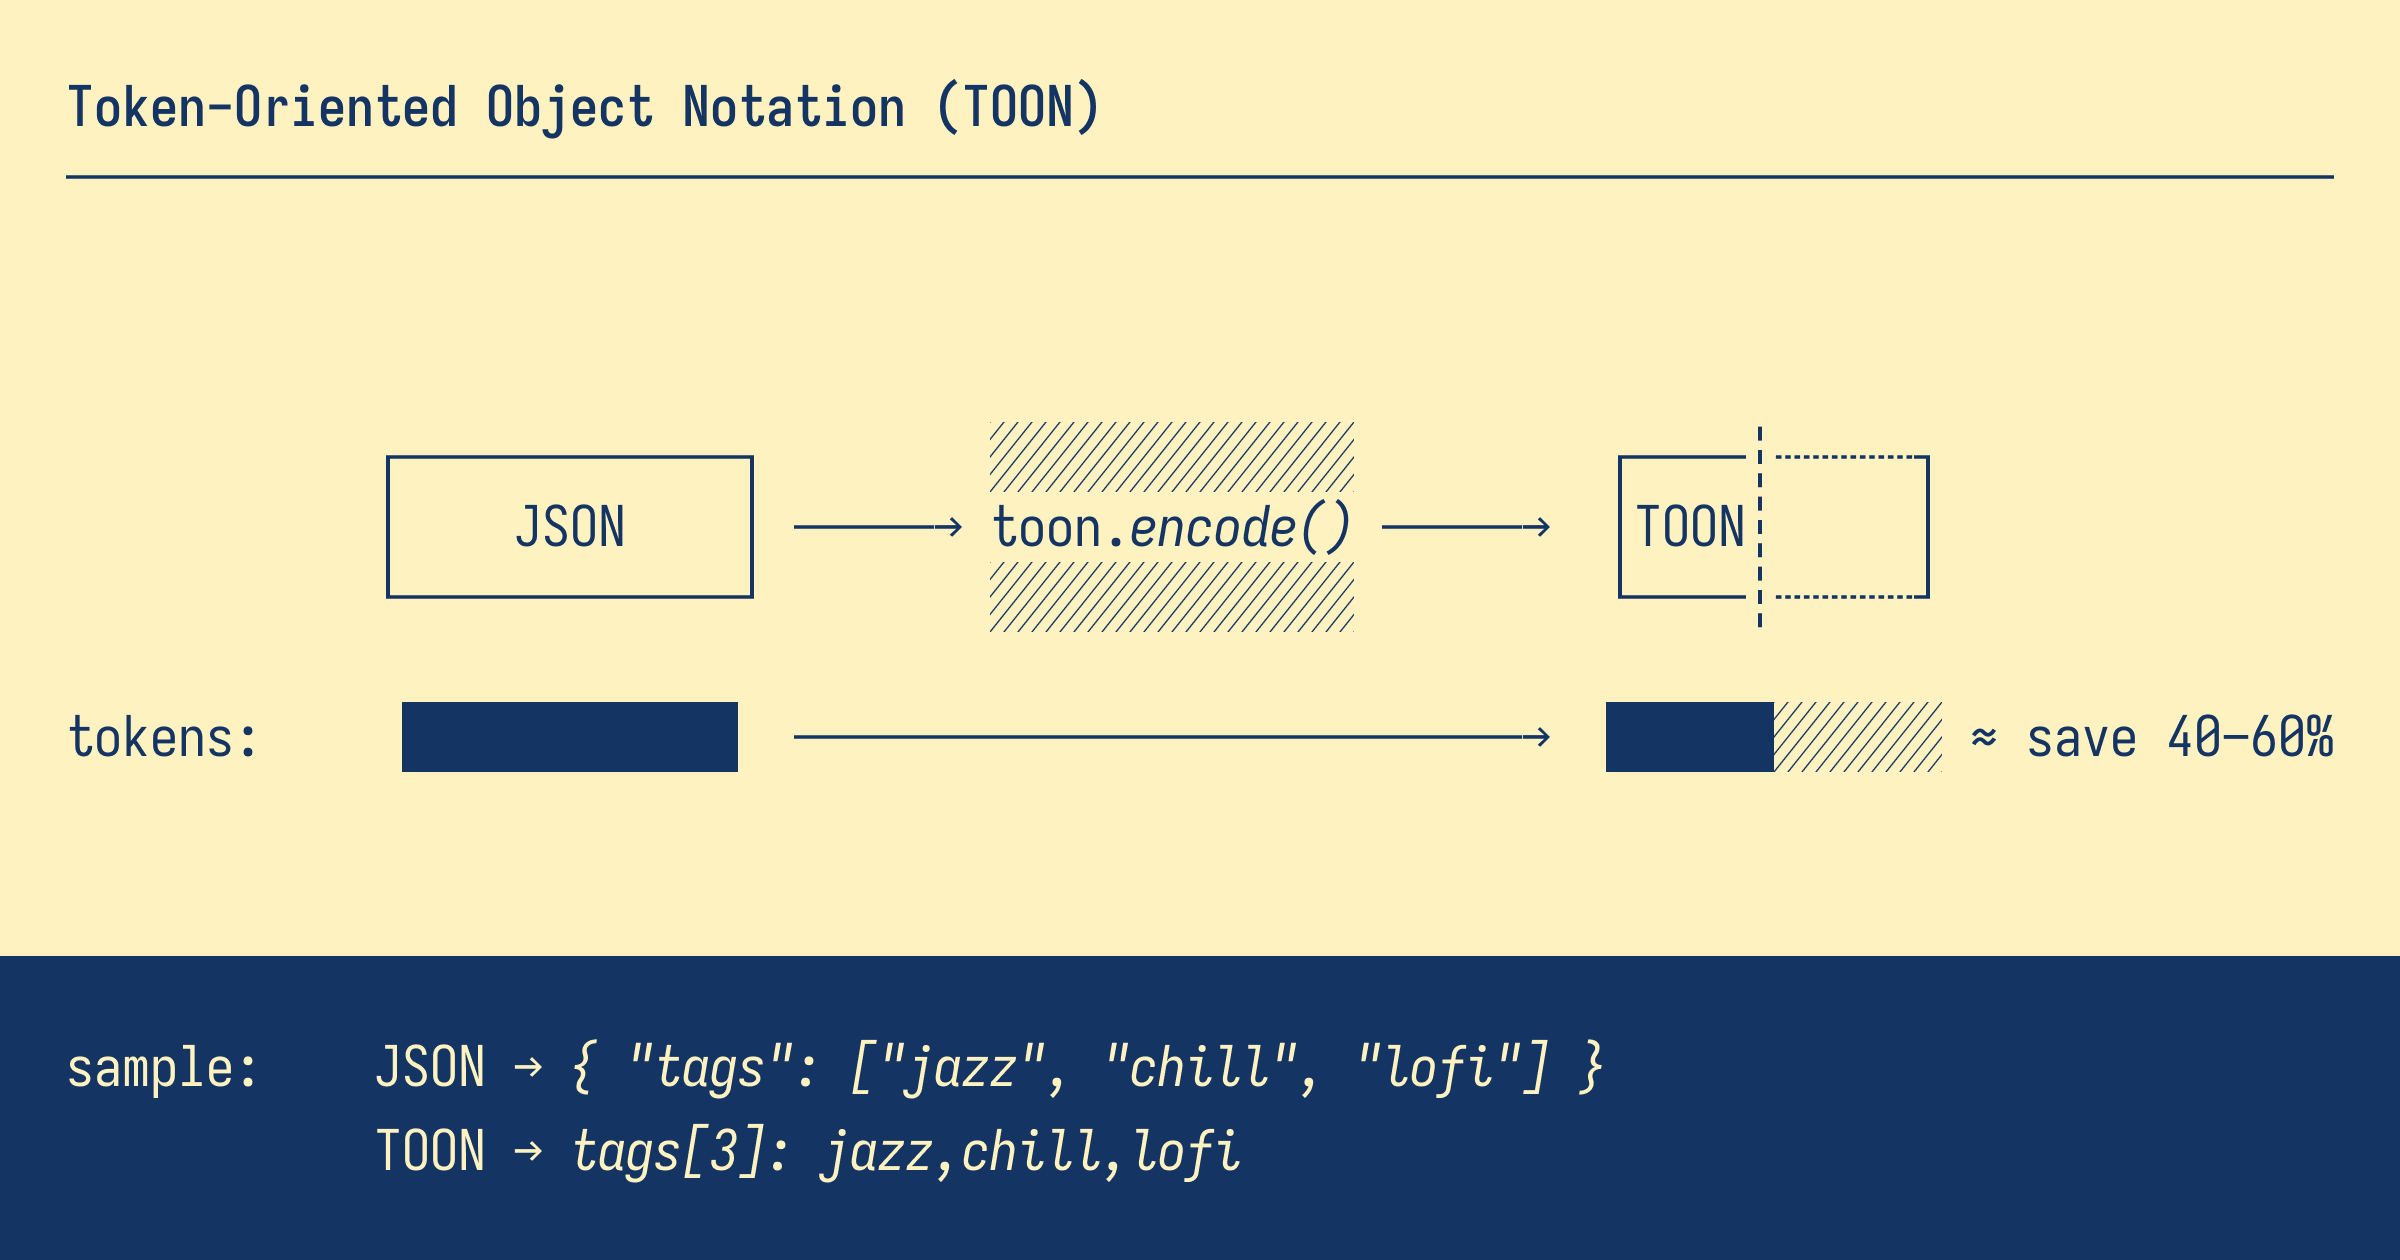 Token-Oriented Object Notation (TOON)
JSON → toon.encode() → TOON
tokens: → ≈ save 40–60%
sample: JSON → { "tags": ["jazz", "chill", "lofi"] }
TOON → tags[3]: jazz,chill,lofi